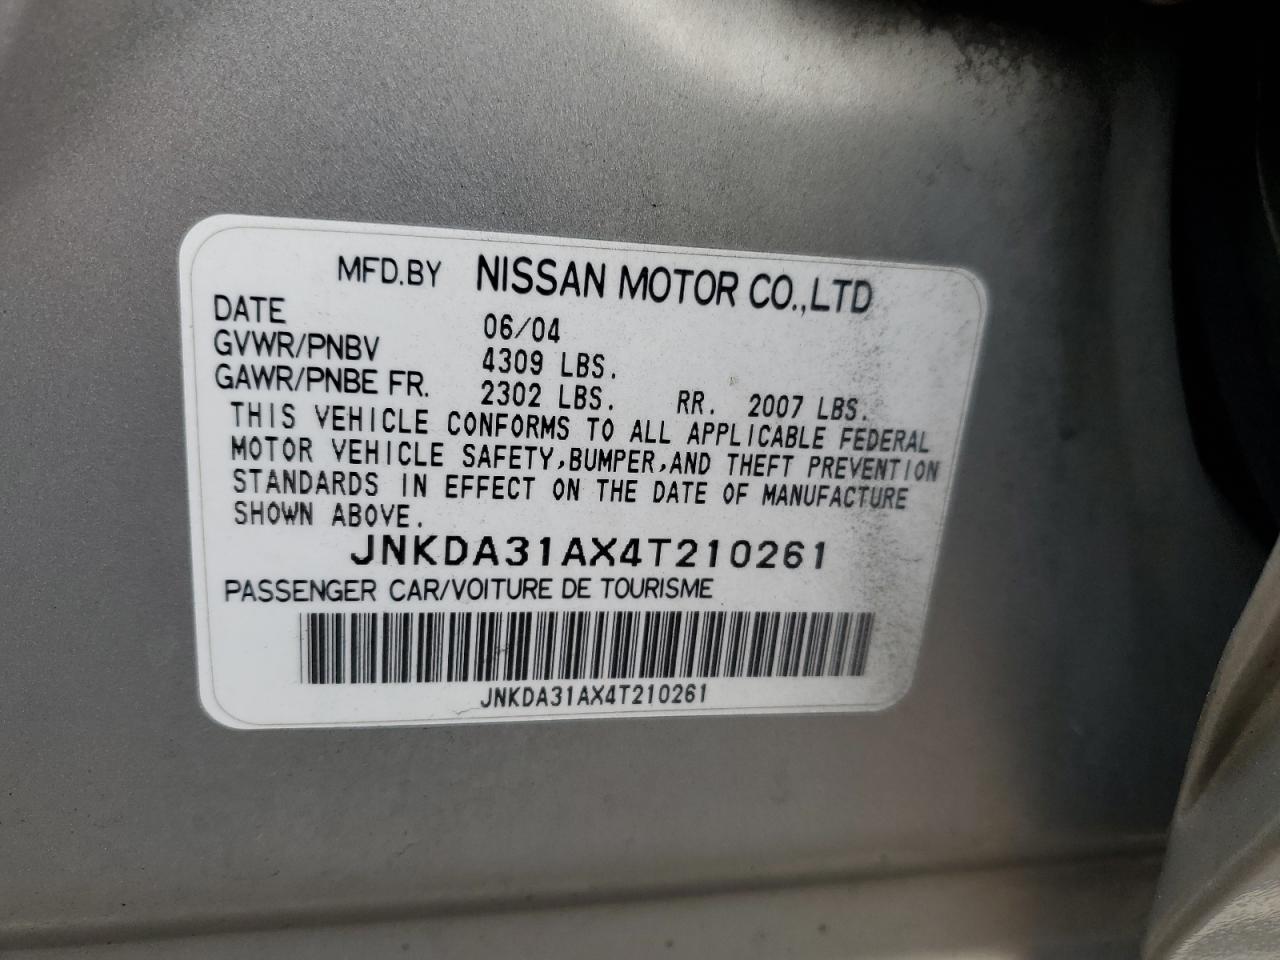 MFD.BY NISSAN MOTOR CO.,LTD
DATE 06/04
GVWR/PNBV 4309 LBS.
GAWR/PNBE FR. 2302 LBS. RR. 2007 LBS.
THIS VEHICLE CONFORMS TO ALL APPLICABLE FEDERAL
MOTOR VEHICLE SAFETY,BUMPER,AND THEFT PREVENTION
STANDARDS IN EFFECT ON THE DATE OF MANUFACTURE
SHOWN ABOVE.
JNKDA31AX4T210261
PASSENGER CAR/VOITURE DE TOURISME
JNKDA31AX4T210261